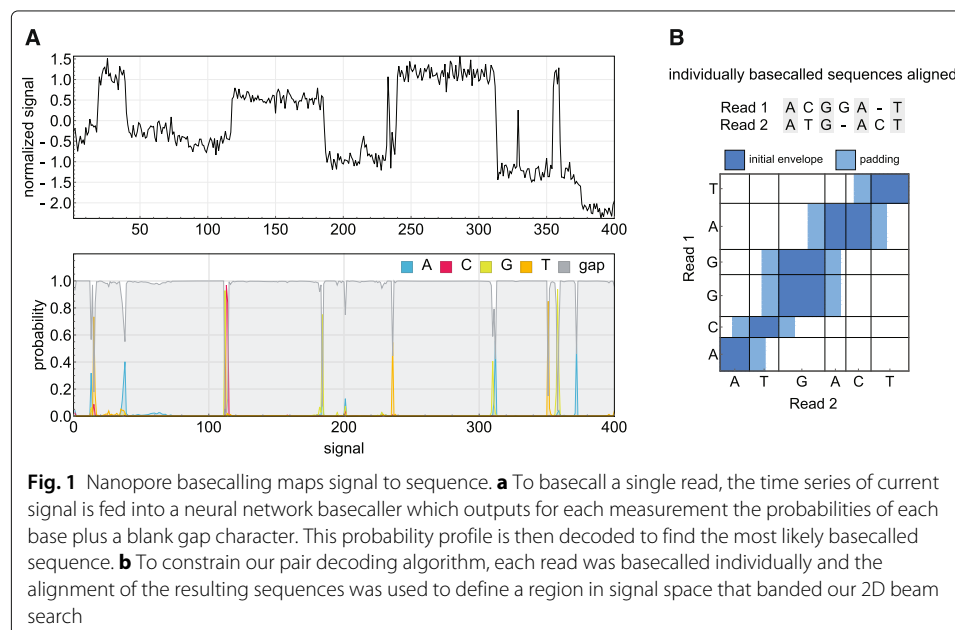 A
normalized signal
1.5
1.0
0.5
0.0
- 0.5
- 1.0
- 1.5
- 2.0
50 100 150 200 250 300 350 400
A C G T gap
probability
1.0
0.8
0.6
0.4
0.2
0.0
0 100 200 300 400
signal
B
individually basecalled sequences aligned
Read 1 A C G G A - T
Read 2 A T G - A C T
initial envelope padding
Read 1
T
A
G
G
C
A
A T G A C T
Read 2
Fig. 1 Nanopore basecalling maps signal to sequence. a To basecall a single read, the time series of current
signal is fed into a neural network basecaller which outputs for each measurement the probabilities of each
base plus a blank gap character. This probability profile is then decoded to find the most likely basecalled
sequence. b To constrain our pair decoding algorithm, each read was basecalled individually and the
alignment of the resulting sequences was used to define a region in signal space that banded our 2D beam
search